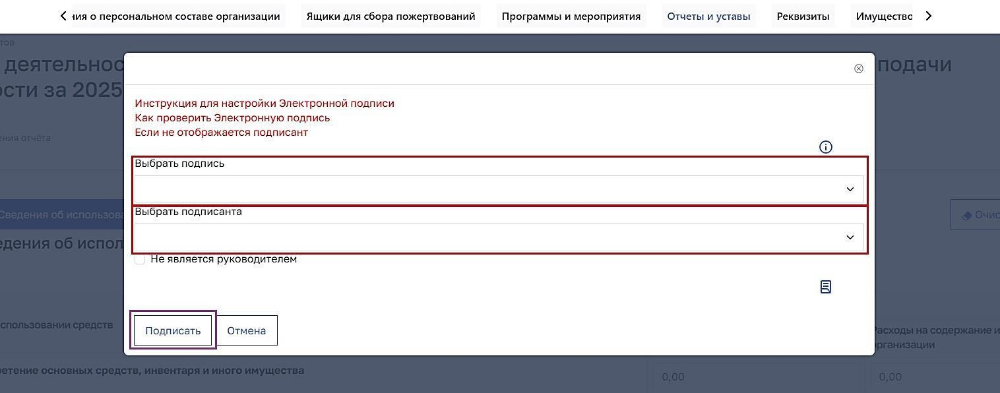 ния о персональном составе организации Ящики для сбора пожертвований Программы и мероприятия Отчеты и уставы Реквизиты Имущество
тов
деятельнос подачи
ости за 2025
Инструкция для настройки Электронной подписи
Как проверить Электронную подпись
Если не отображается подписант
ения отчёта
Выбрать подпись
Выбрать подписанта
Сведения об использова Очис
едения об испол
Не является руководителем
спользовании средств
Расходы на содержание и
организации
Подписать Отмена
ретение основных средств, инвентаря и иного имущества
0,00 0,00